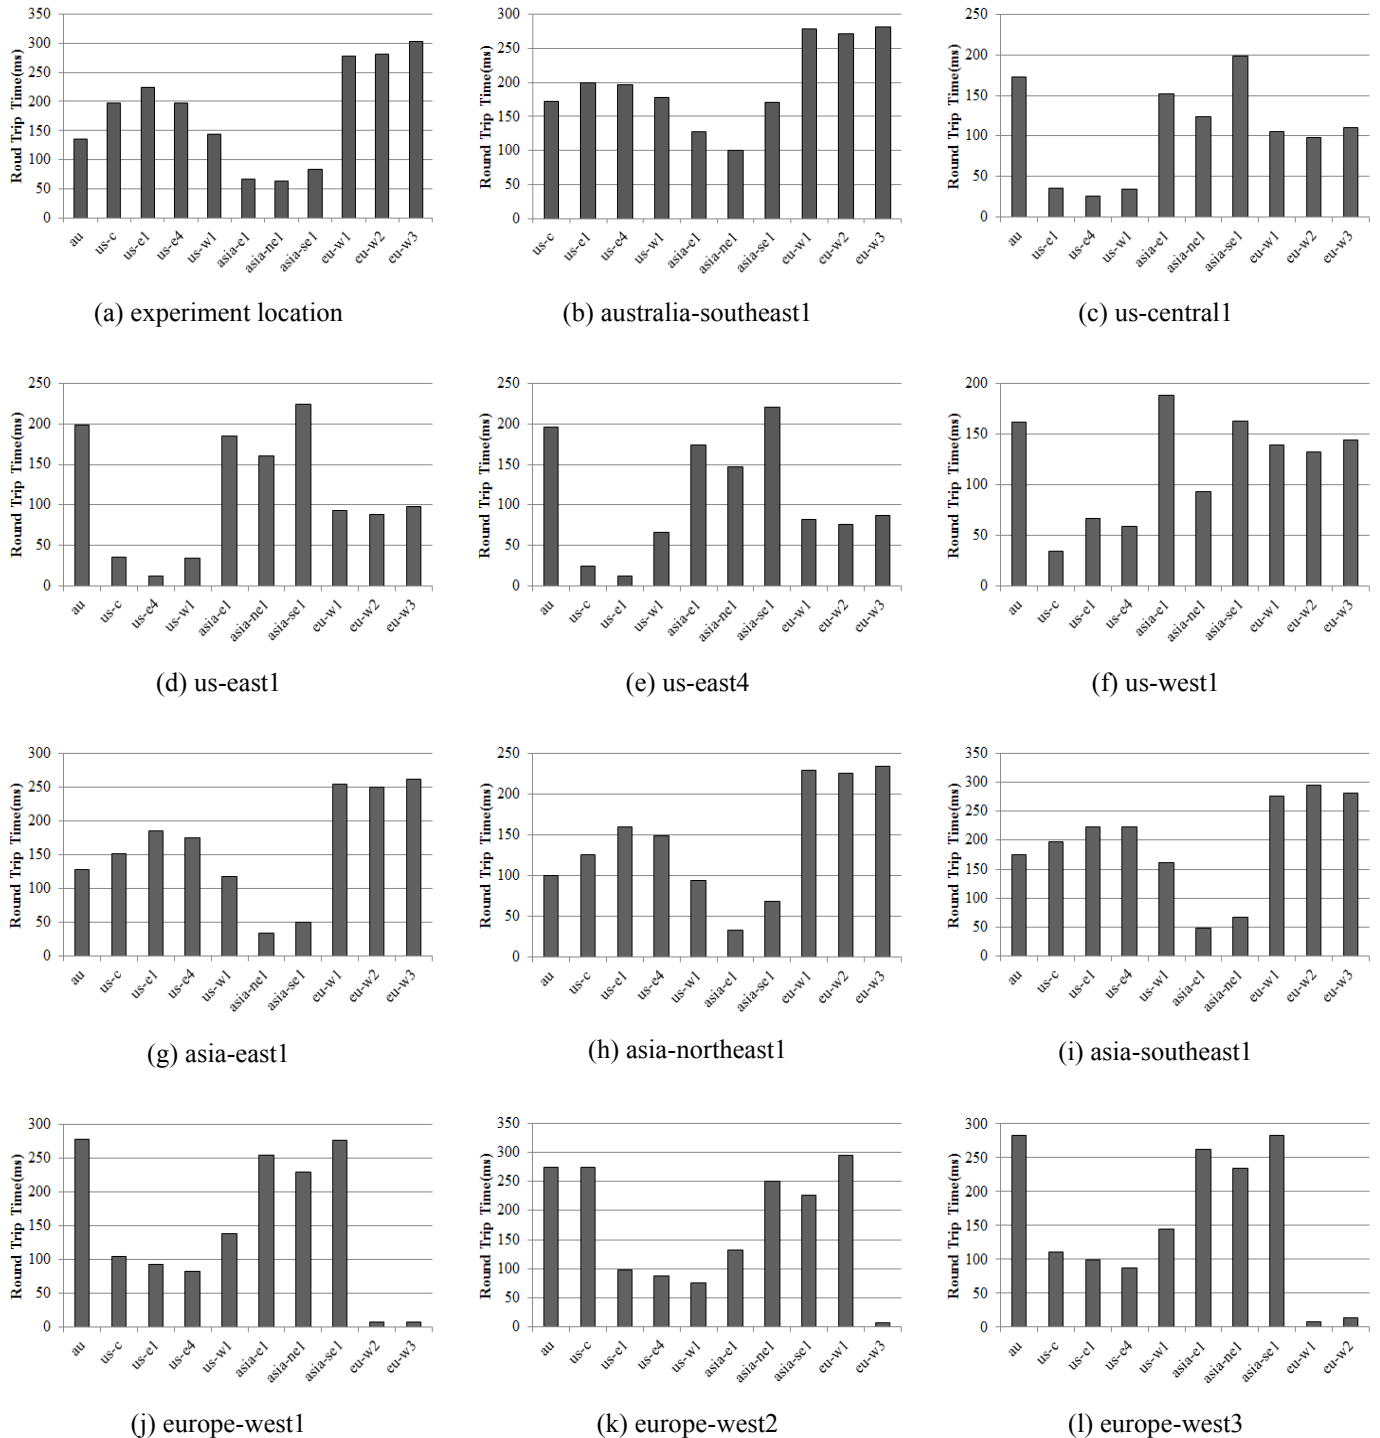 350
300
250
200
150
100
50
0
Roud Trip Time(ms)
au
us-c
us-e1
us-e4
us-w1
asia-e1
asia-ne1
asia-se1
eu-w1
eu-w2
eu-w3
(a) experiment location
300
250
200
150
100
50
0
Round Trip Time(ms)
us-c
us-e1
us-e4
us-w1
asia-e1
asia-ne1
asia-se1
eu-w1
eu-w2
eu-w3
(b) australia-southeast1
250
200
150
100
50
0
Round Trip Time(ms)
au
us-e1
us-e4
us-w1
asia-e1
asia-ne1
asia-se1
eu-w1
eu-w2
eu-w3
(c) us-central1
250
200
150
100
50
0
Round Trip Time(ms)
au
us-c
us-e4
us-w1
asia-e1
asia-ne1
asia-se1
eu-w1
eu-w2
eu-w3
(d) us-east1
250
200
150
100
50
0
Round Trip Time(ms)
au
us-c
us-e1
us-w1
asia-e1
asia-ne1
asia-se1
eu-w1
eu-w2
eu-w3
(e) us-east4
200
150
100
50
0
Round Trip Time(ms)
au
us-c
us-e1
us-e4
asia-e1
asia-ne1
asia-se1
eu-w1
eu-w2
eu-w3
(f) us-west1
300
250
200
150
100
50
0
Round Trip Time(ms)
au
us-c
us-e1
us-e4
us-w1
asia-ne1
asia-se1
eu-w1
eu-w2
eu-w3
(g) asia-east1
250
200
150
100
50
0
Round Trip Time(ms)
au
us-c
us-e1
us-e4
us-w1
asia-e1
asia-se1
eu-w1
eu-w2
eu-w3
(h) asia-northeast1
350
300
250
200
150
100
50
0
Round Trip Time(ms)
au
us-c
us-e1
us-e4
us-w1
asia-e1
asia-ne1
eu-w1
eu-w2
eu-w3
(i) asia-southeast1
300
250
200
150
100
50
0
Round Trip Time(ms)
au
us-c
us-e1
us-e4
us-w1
asia-e1
asia-ne1
asia-se1
eu-w2
eu-w3
(j) europe-west1
350
300
250
200
150
100
50
0
Round Trip Time(ms)
au
us-c
us-e1
us-e4
us-w1
asia-e1
asia-ne1
asia-se1
eu-w1
eu-w3
(k) europe-west2
300
250
200
150
100
50
0
Round Trip Time(ms)
au
us-c
us-e1
us-e4
us-w1
asia-e1
asia-ne1
asia-se1
eu-w1
eu-w2
(l) europe-west3